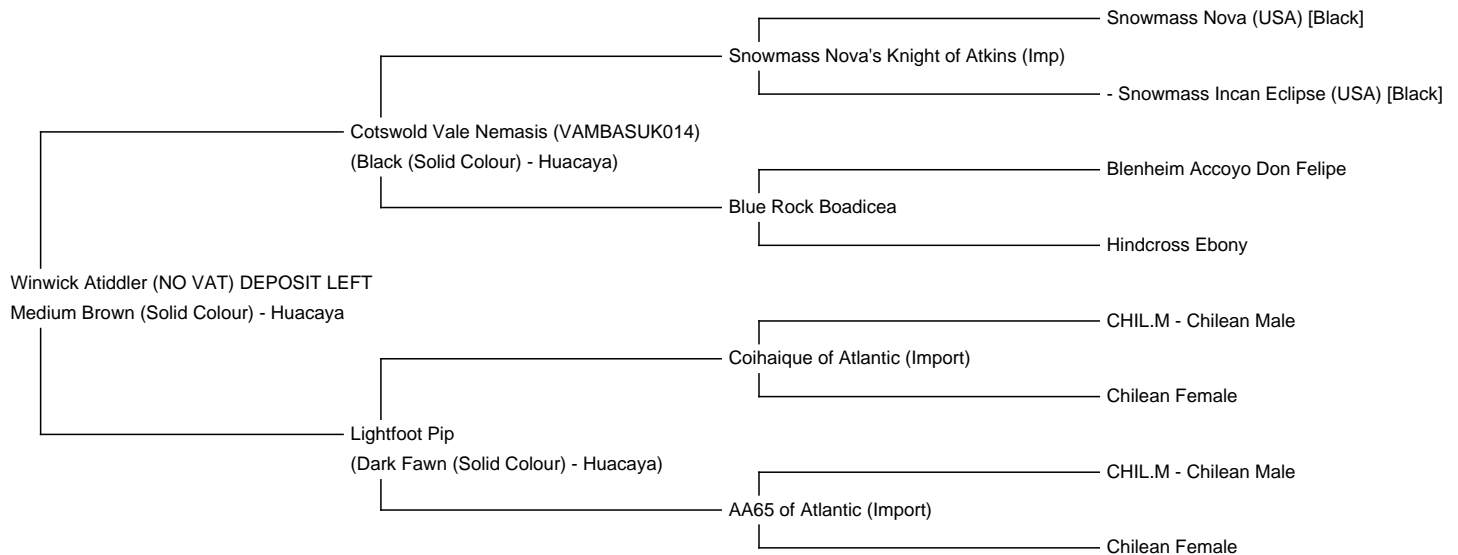 Snowmass Nova (USA) [Black]
Snowmass Nova's Knight of Atkins (Imp)
- Snowmass Incan Eclipse (USA) [Black]
Cotswold Vale Nemasis (VAMBASUK014)
(Black (Solid Colour) - Huacaya)
Blenheim Accoyo Don Felipe
Blue Rock Boadicea
Hindcross Ebony
Winwick Atiddler (NO VAT) DEPOSIT LEFT
Medium Brown (Solid Colour) - Huacaya
CHIL.M - Chilean Male
Coihaique of Atlantic (Import)
Chilean Female
Lightfoot Pip
(Dark Fawn (Solid Colour) - Huacaya)
CHIL.M - Chilean Male
AA65 of Atlantic (Import)
Chilean Female